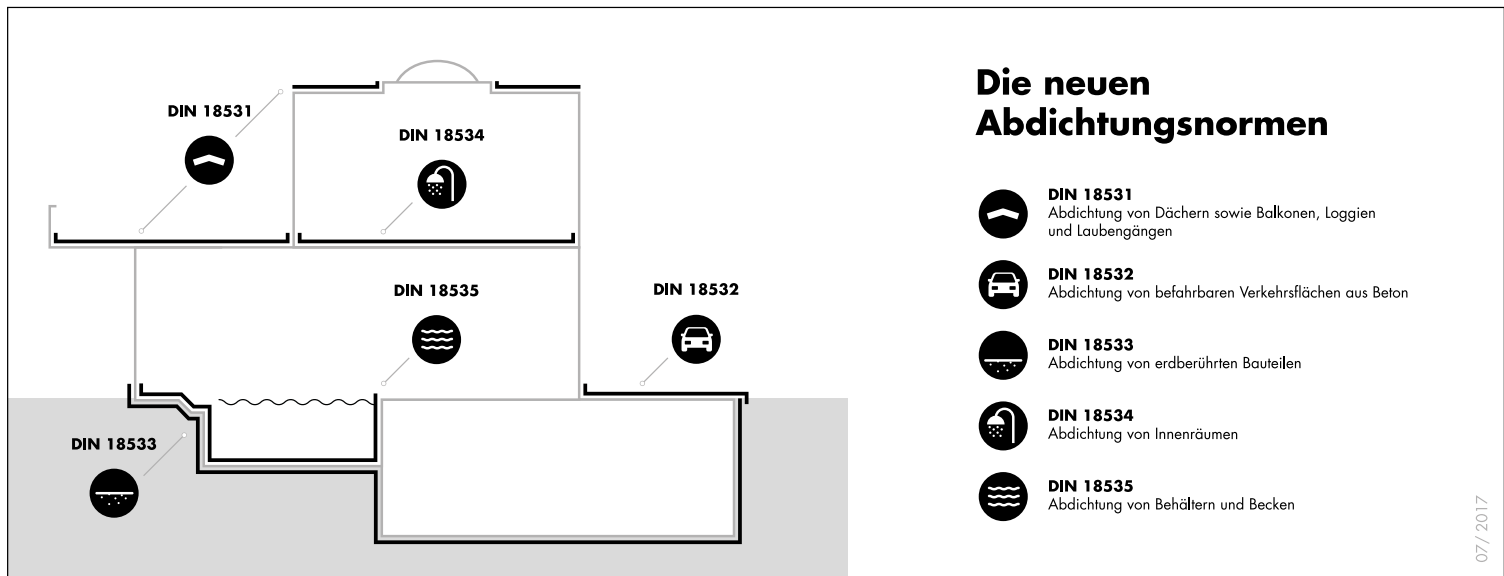 DIN 18531
DIN 18534
DIN 18535
DIN 18532
DIN 18533
Die neuen
Abdichtungsnormen
DIN 18531
Abdichtung von Dächern sowie Balkonen, Loggien
und Laubengängen
DIN 18532
Abdichtung von befahrbaren Verkehrsflächen aus Beton
DIN 18533
Abdichtung von erdberührten Bauteilen
DIN 18534
Abdichtung von Innenräumen
DIN 18535
Abdichtung von Behältern und Becken
07/ 2017